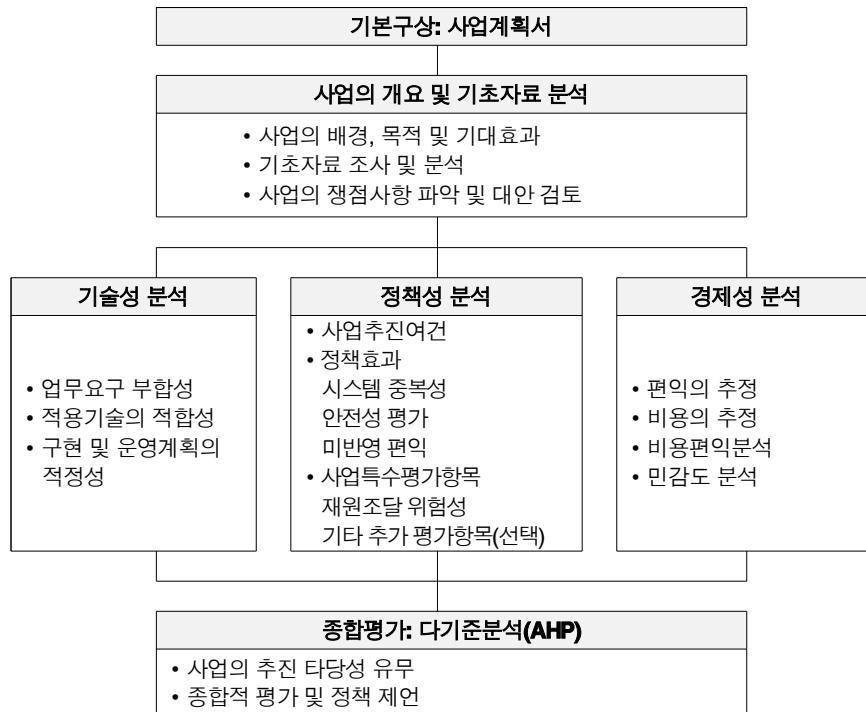 기본구상: 사업계획서
사업의 개요 및 기초자료 분석
• 사업의 배경, 목적 및 기대효과
• 기초자료 조사 및 분석
• 사업의 쟁점사항 파악 및 대안 검토
기술성 분석
• 업무요구 부합성
• 적용기술의 적합성
• 구현 및 운영계획의
적정성
정책성 분석
• 사업추진여건
• 정책효과
시스템 중복성
안전성 평가
미반영 편익
• 사업특수평가항목
재원조달 위험성
기타 추가 평가항목(선택)
경제성 분석
• 편익의 추정
• 비용의 추정
• 비용편익분석
• 민감도 분석
종합평가: 다기준분석(AHP)
• 사업의 추진 타당성 유무
• 종합적 평가 및 정책 제언